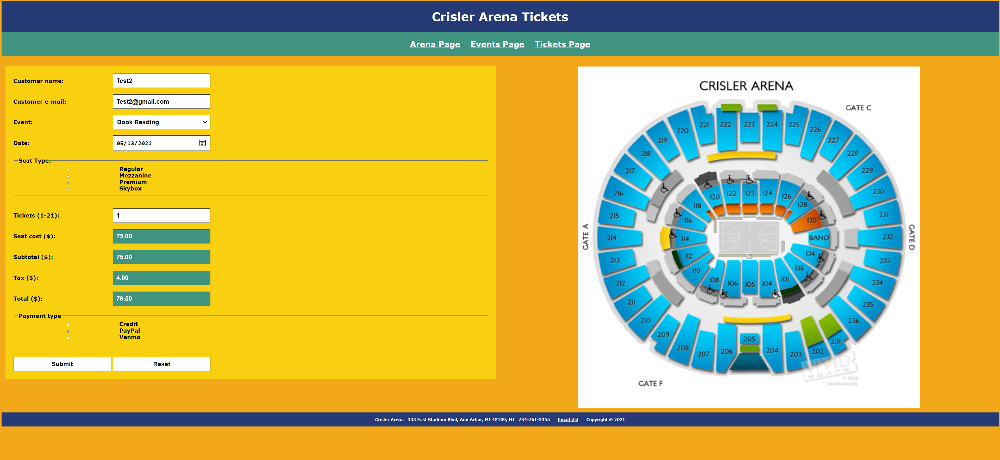 Crisler Arena Tickets
Arena Page Events Page Tickets Page
Customer name: Test2
Customer e-mail: Test2@gmail.com
Event: Book Reading
Date: 05/13/2021
Seat Type:
Regular
Mezzanine
Premium
Skybox
Tickets (1-21): 1
Seat cost ($): 75.00
Subtotal ($): 75.00
Tax ($): 4.50
Total ($): 79.50
Payment type
Credit
PayPal
Venmo
Submit Reset
CRISLER ARENA
GATE C
GATE A
GATE D
GATE F
221 222 223 224 225
220 226
219 227
218 228
217 229
216 230
215 231
214 232
213 233
212 234
211 235
210 236
209 201
208 207 206 205 204 203 202
120 122 123 124 126
118 128
116 130
114 BAND
112 134
110 136
108 106 105 104 101
VIVID
SEATS
© 2010
Vivid Seats Ltd.
Crisler Arena 333 East Stadium Blvd, Ann Arbor, MI 48109, MI 734-761-3355 Email Us! Copyright © 2021